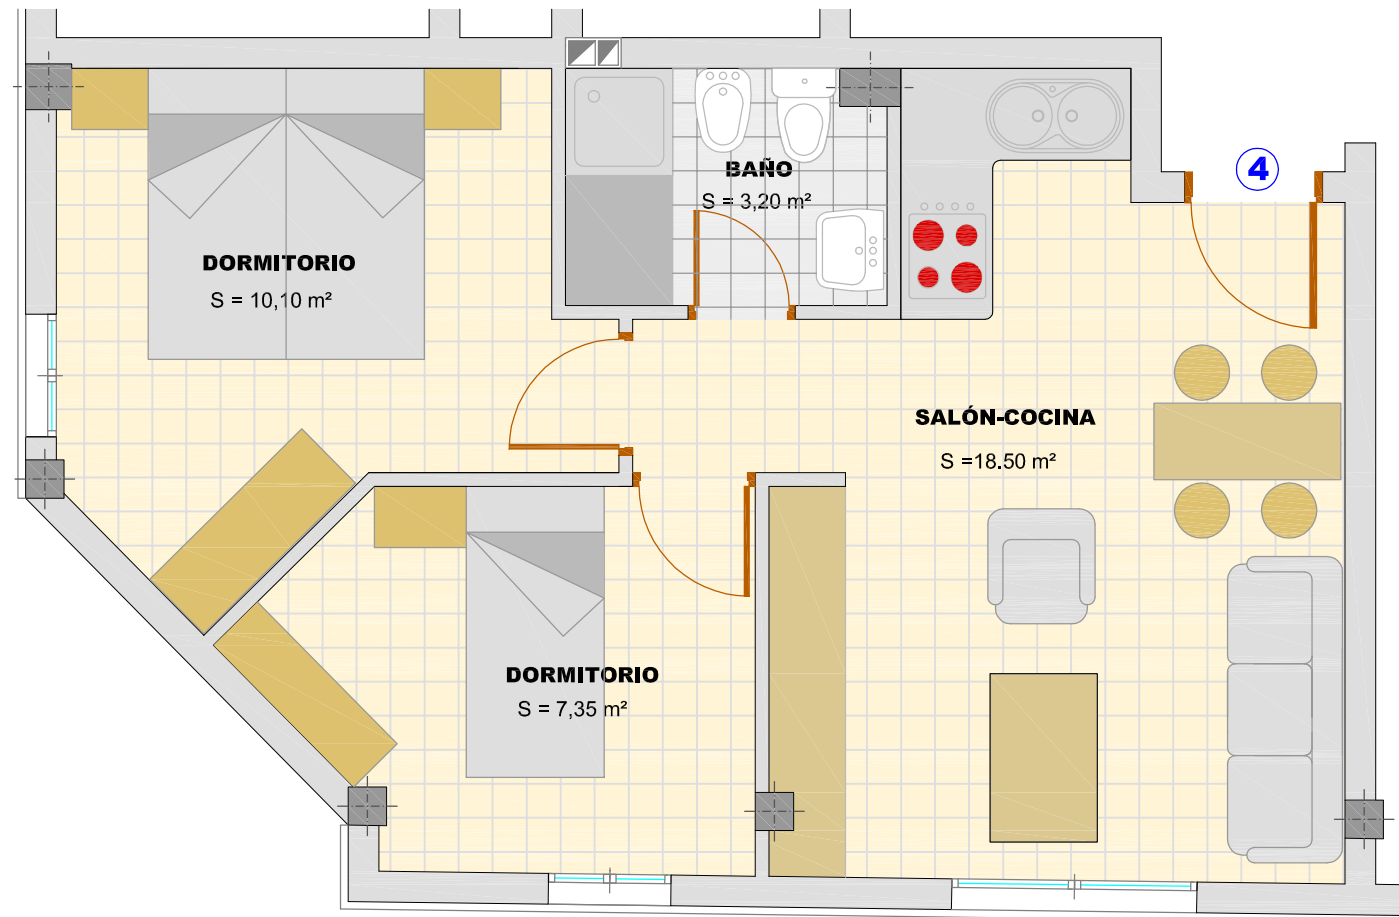 BAÑO
S = 3,20 m²
4
DORMITORIO
S = 10,10 m²
SALÓN-COCINA
S =18.50 m²
DORMITORIO
S = 7,35 m²